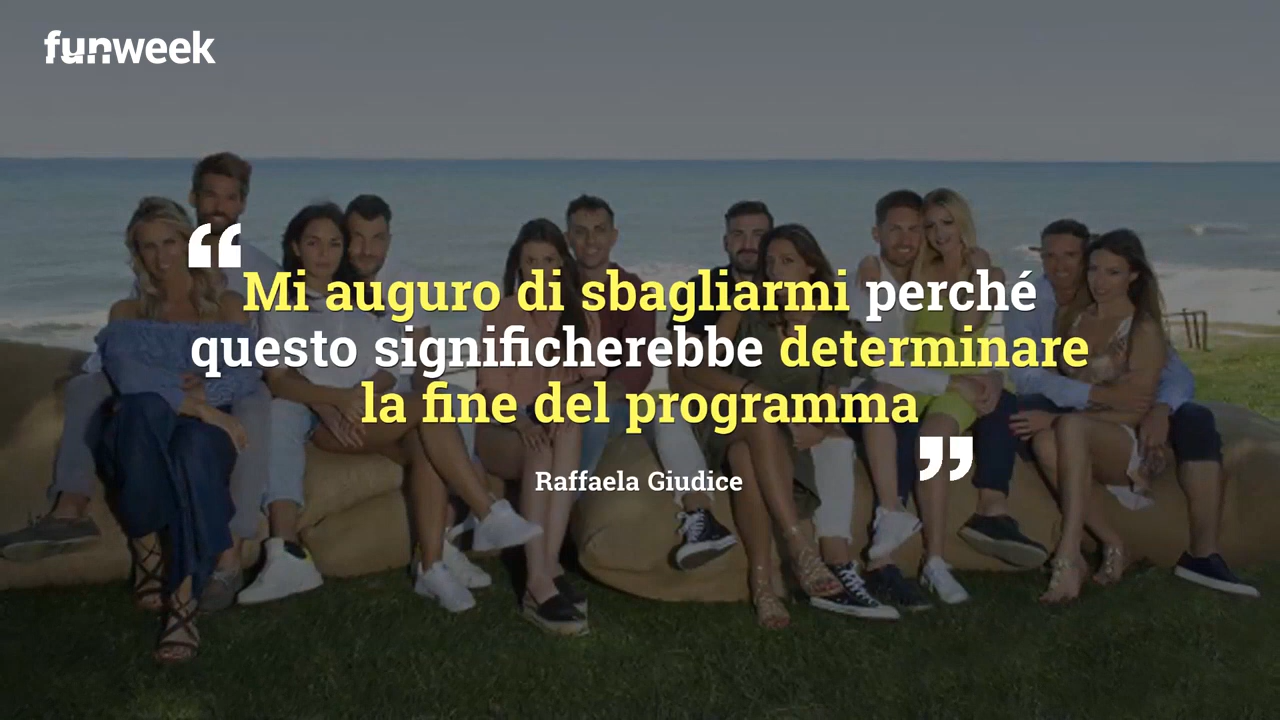 funweek
“
Mi auguro di sbagliarmi perché
questo significherebbe determinare
la fine del programma
”
Raffaela Giudice